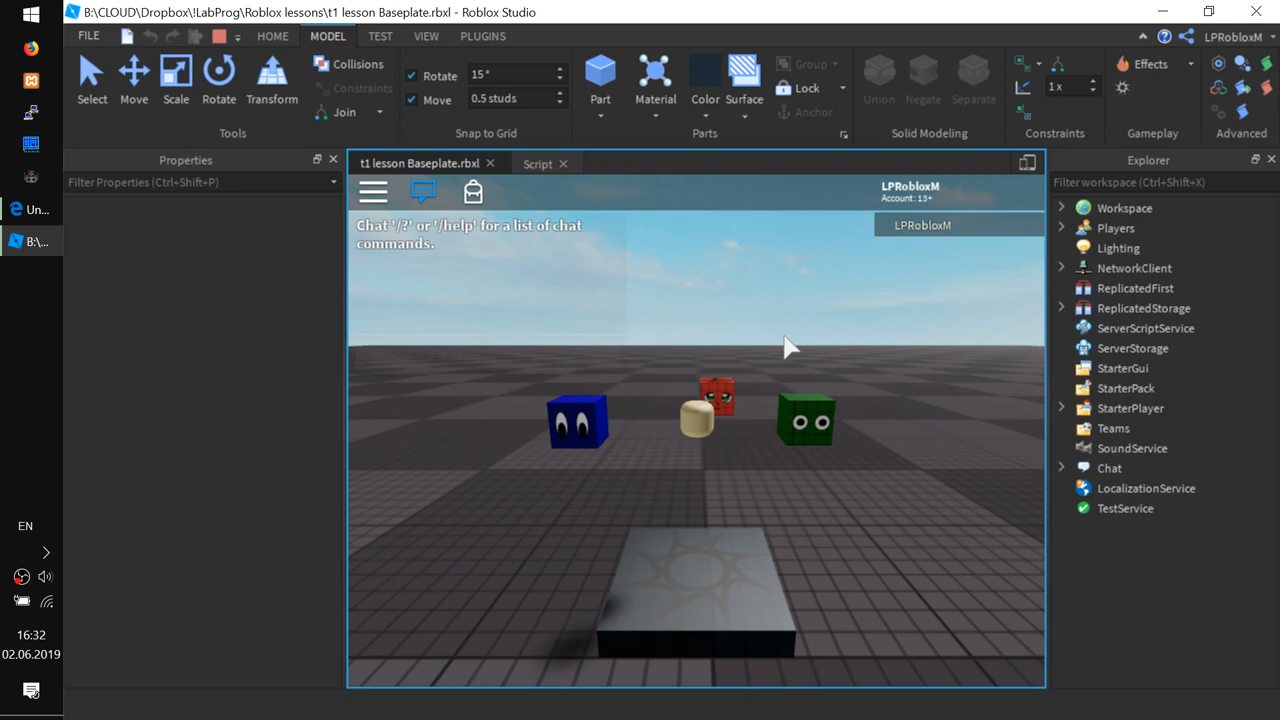 B:\CLOUD\Dropbox\!LabProg\Roblox lessons\t1 lesson Baseplate.rbxl - Roblox Studio
FILE HOME MODEL TEST VIEW PLUGINS LPRobloxM
Select Move Scale Rotate Transform
Collisions
Constraints
Join
Tools
Rotate 15°
Move 0.5 studs
Snap to Grid
Part Material Color Surface
Group
Lock
Anchor
Parts
Union Negate Separate
Solid Modeling
1 x
Constraints
Effects
Gameplay
Advanced
Properties
Filter Properties (Ctrl+Shift+P)
t1 lesson Baseplate.rbxl Script
LPRobloxM
Account: 13+
LPRobloxM
Chat '/?' or '/help' for a list of chat
commands.
Explorer
Filter workspace (Ctrl+Shift+X)
Workspace
Players
Lighting
NetworkClient
ReplicatedFirst
ReplicatedStorage
ServerScriptService
ServerStorage
StarterGui
StarterPack
StarterPlayer
Teams
SoundService
Chat
LocalizationService
TestService
Un...
B:\...
EN
16:32
02.06.2019